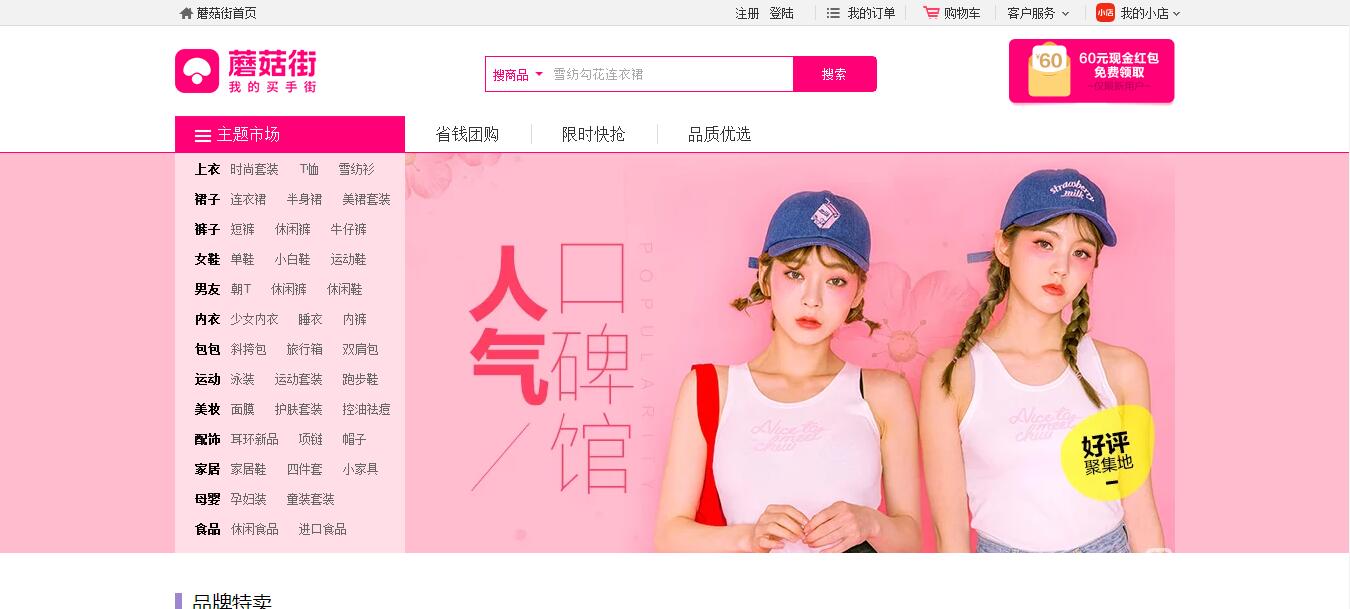 蘑菇街首页
注册 登陆 我的订单 购物车 客户服务 小店 我的小店
蘑菇街
我的买手街
搜商品 雪纺勾花连衣裙 搜索
¥60
60元现金红包
免费领取
主题市场 省钱团购 限时快抢 品质优选
上衣 时尚套装 T恤 雪纺衫
裙子 连衣裙 半身裙 美裙套装
裤子 短裤 休闲裤 牛仔裤
女鞋 单鞋 小白鞋 运动鞋
男友 朝T 休闲裤 休闲鞋
内衣 少女内衣 睡衣 内裤
包包 斜挎包 旅行箱 双肩包
运动 泳装 运动套装 跑步鞋
美妆 面膜 护肤套装 控油祛痘
配饰 耳环新品 项链 帽子
家居 家居鞋 四件套 小家具
母婴 孕妇装 童装套装
食品 休闲食品 进口食品
人气
口碑馆
POPULARITY
strawberry
milk
Nice to
meet
chuu
Nice to
meet
chuu
好评
聚集地
品牌特卖